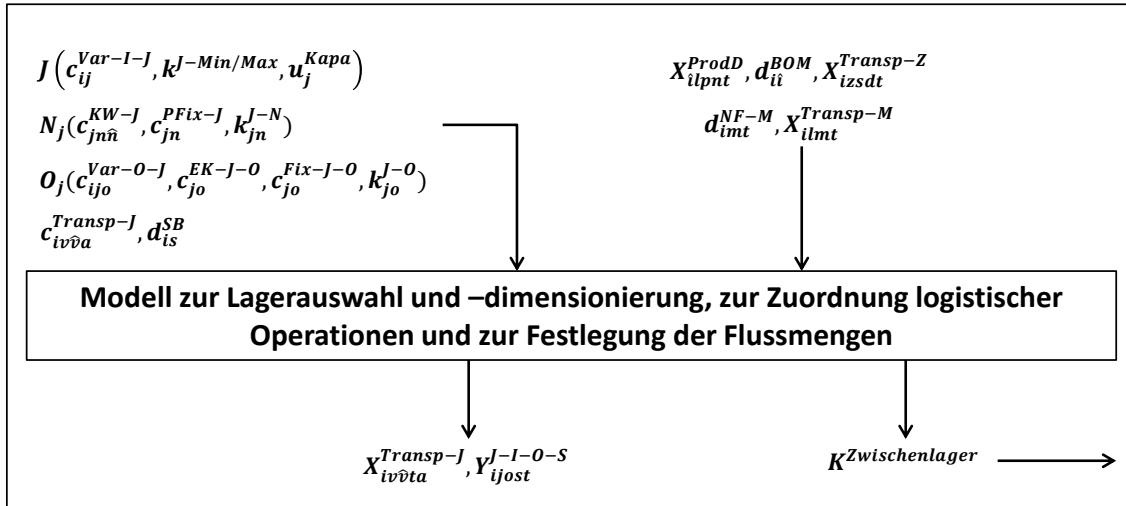 J(c_{ij}^{Var-I-J}, k^{J-Min/Max}, u_j^{Kapa})
N_j(c_{jnn̂}^{KW-J}, c_{jn}^{PFix-J}, k_{jn}^{J-N})
O_j(c_{ijo}^{Var-O-J}, c_{jo}^{EK-J-O}, c_{jo}^{Fix-J-O}, k_{jo}^{J-O})
c_{ivv̂a}^{Transp-J}, d_{is}^{SB}
X_{îlpnt}^{ProdD}, d_{iî}^{BOM}, X_{izsdt}^{Transp-Z}
d_{imt}^{NF-M}, X_{ilmt}^{Transp-M}
Modell zur Lagerauswahl und –dimensionierung, zur Zuordnung logistischer
Operationen und zur Festlegung der Flussmengen
X_{ivv̂ta}^{Transp-J}, Y_{ijost}^{J-I-O-S}
K^{Zwischenlager}